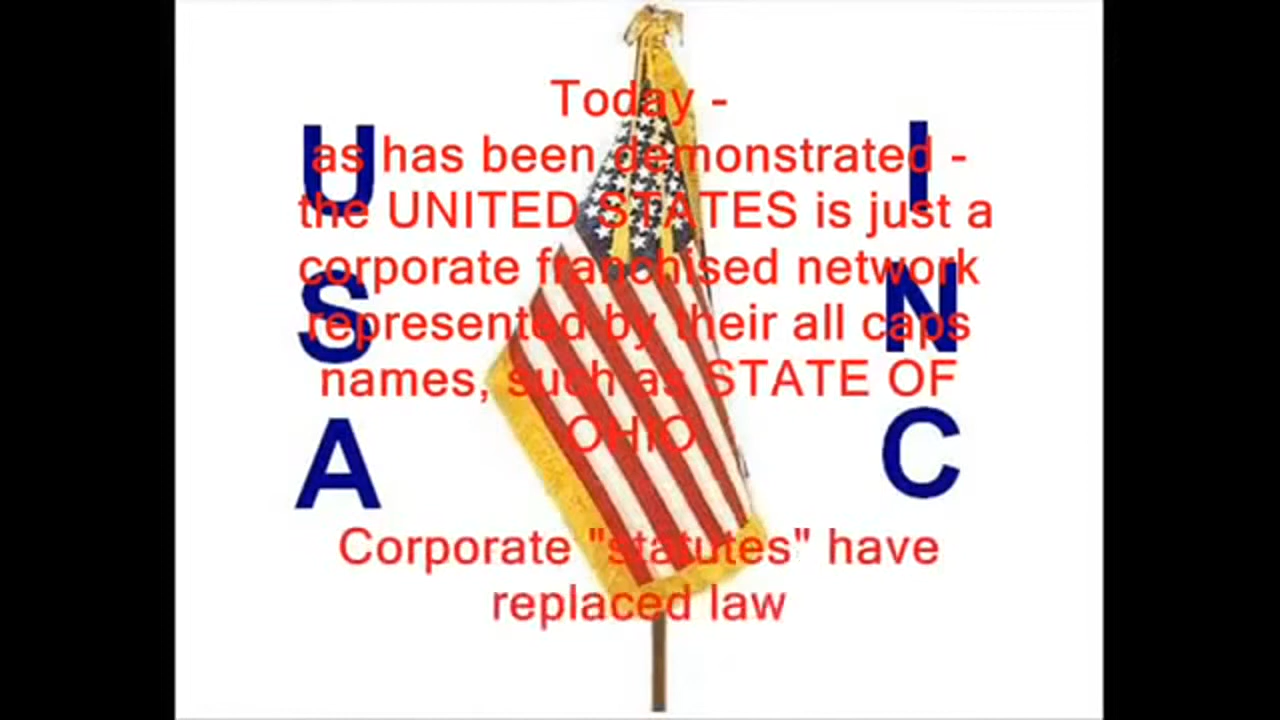 Today -
as has been demonstrated -
the UNITED STATES is just a
corporate franchised network
represented by their all caps
names, such as STATE OF
OHIO
Corporate "statutes" have
replaced law
U
S
A
I
N
C